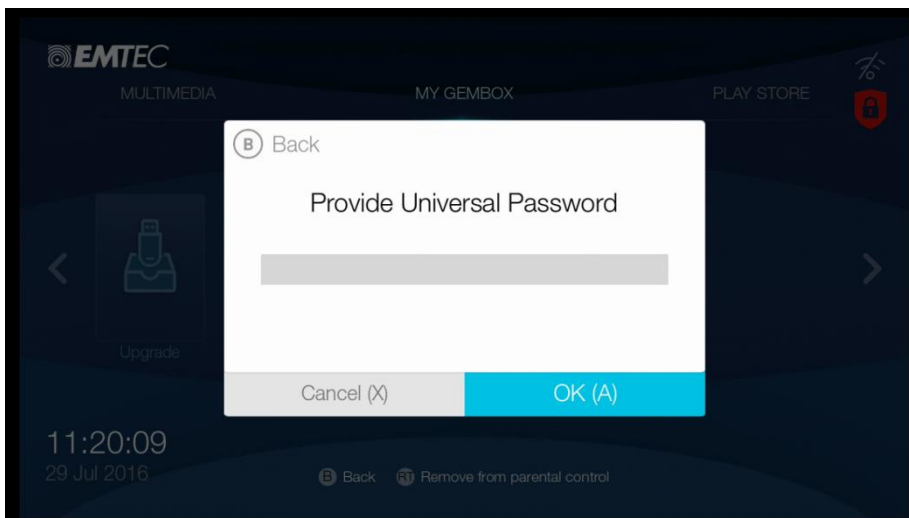 EMTEC
MULTIMEDIA MY GEMBOX PLAY STORE
B Back
Provide Universal Password
Upgrade
Cancel (X) OK (A)
11:20:09
29 Jul 2016
B Back RT Remove from parental control